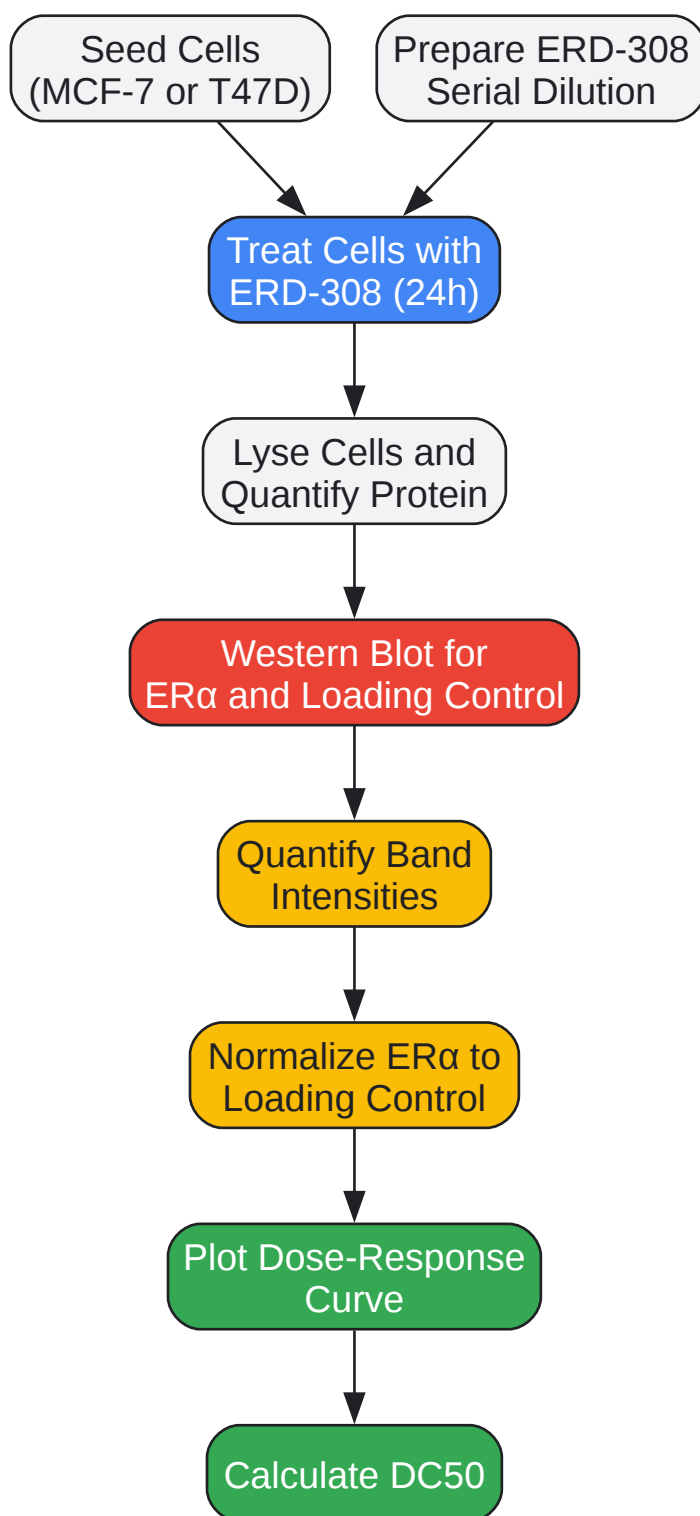 Seed Cells
(MCF-7 or T47D)
Prepare ERD-308
Serial Dilution
Treat Cells with
ERD-308 (24h)
Lyse Cells and
Quantify Protein
Western Blot for
ERα and Loading Control
Quantify Band
Intensities
Normalize ERα to
Loading Control
Plot Dose-Response
Curve
Calculate DC50